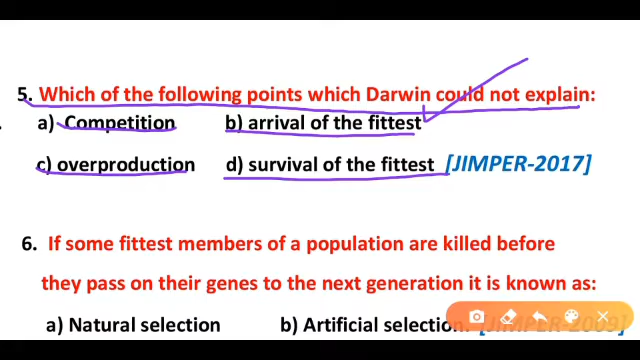 5. Which of the following points which Darwin could not explain:
a) Competition b) arrival of the fittest
c) overproduction d) survival of the fittest [JIMPER-2017]
6. If some fittest members of a population are killed before
they pass on their genes to the next generation it is known as:
a) Natural selection b) Artificial selection. [JIMPER-2009]